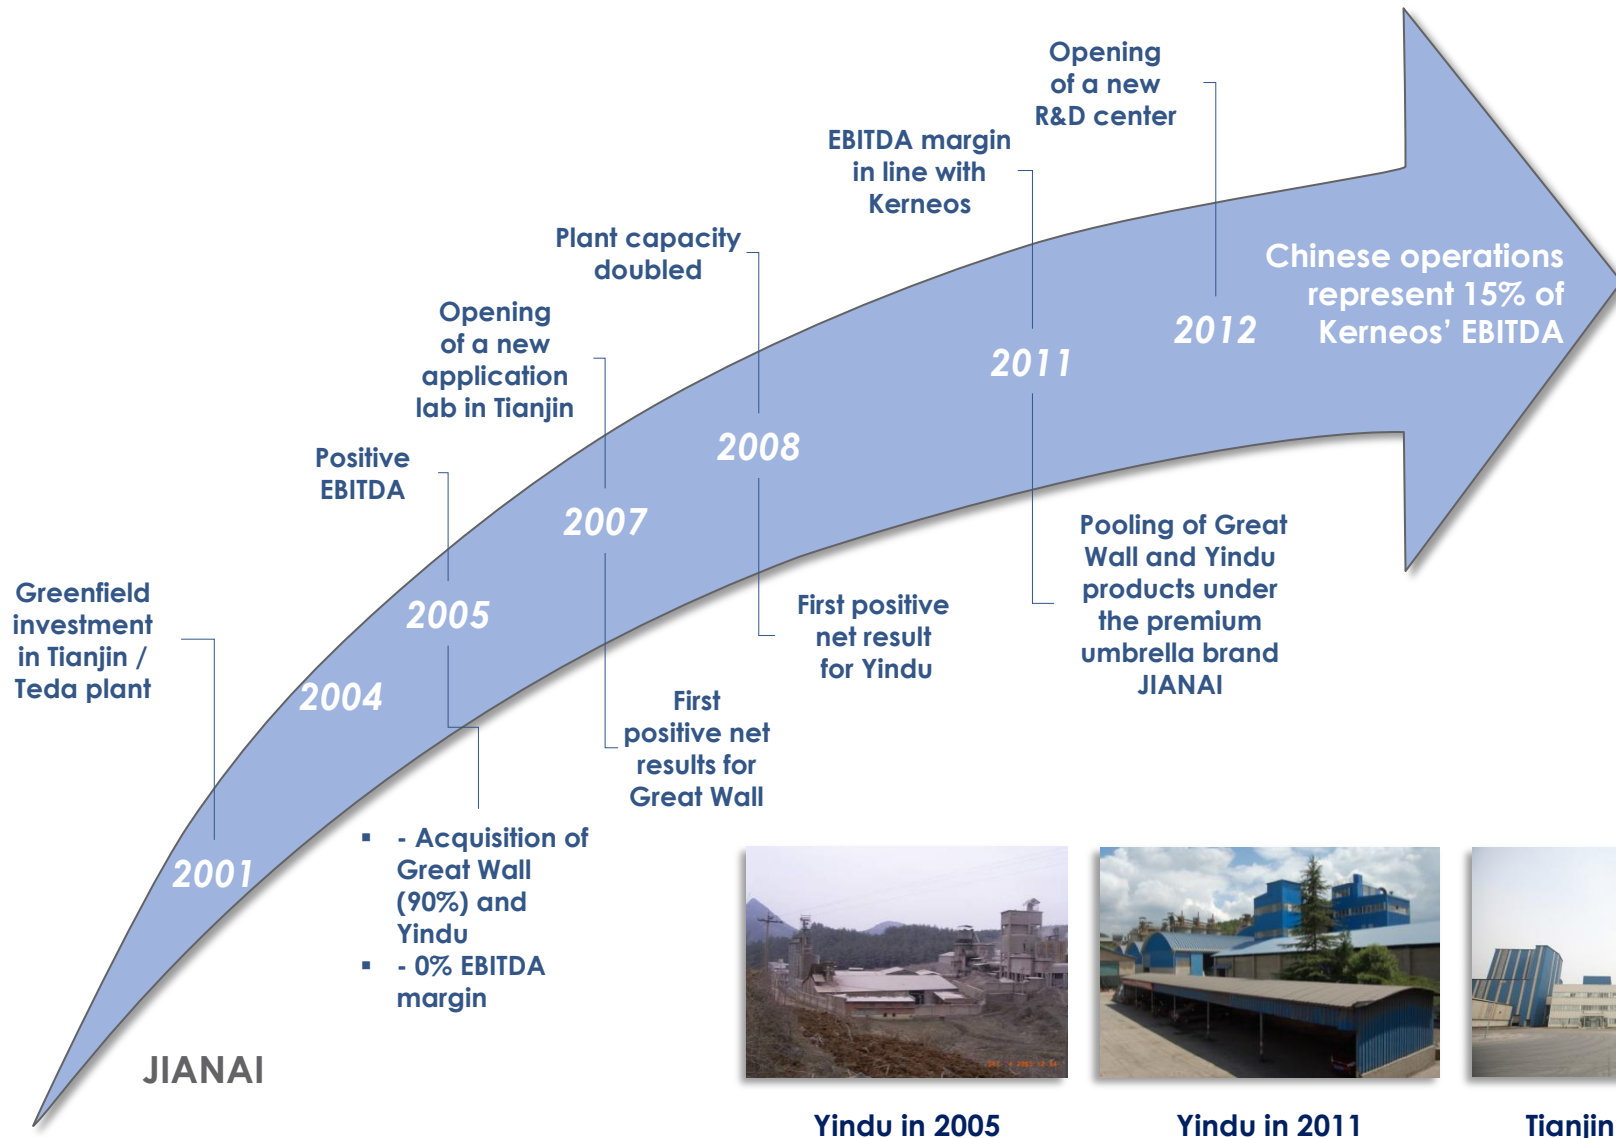 Opening
of a new
R&D center
EBITDA margin
in line with
Kerneos
Plant capacity
doubled
Opening
of a new
application
lab in Tianjin
Positive
EBITDA
Greenfield
investment
in Tianjin /
Teda plant
Chinese operations
represent 15% of
Kerneos’ EBITDA
2012
2011
2008
2007
2005
2004
2001
Pooling of Great
Wall and Yindu
products under
the premium
umbrella brand
JIANAI
First positive
net result
for Yindu
First
positive net
results for
Great Wall
▪ - Acquisition of
Great Wall
(90%) and
Yindu
▪ - 0% EBITDA
margin
JIANAI
Yindu in 2005
Yindu in 2011
Tianjin